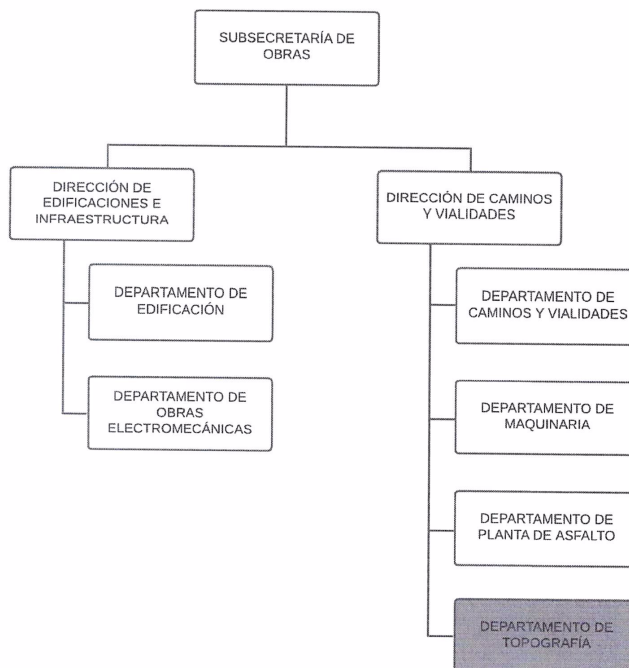 SUBSECRETARÍA DE
OBRAS
DIRECCIÓN DE
EDIFICACIONES E
INFRAESTRUCTURA
DEPARTAMENTO DE
EDIFICACIÓN
DEPARTAMENTO DE
OBRAS
ELECTROMECÁNICAS
DIRECCIÓN DE CAMINOS
Y VIALIDADES
DEPARTAMENTO DE
CAMINOS Y VIALIDADES
DEPARTAMENTO DE
MAQUINARIA
DEPARTAMENTO DE
PLANTA DE ASFALTO
DEPARTAMENTO DE
TOPOGRAFÍA